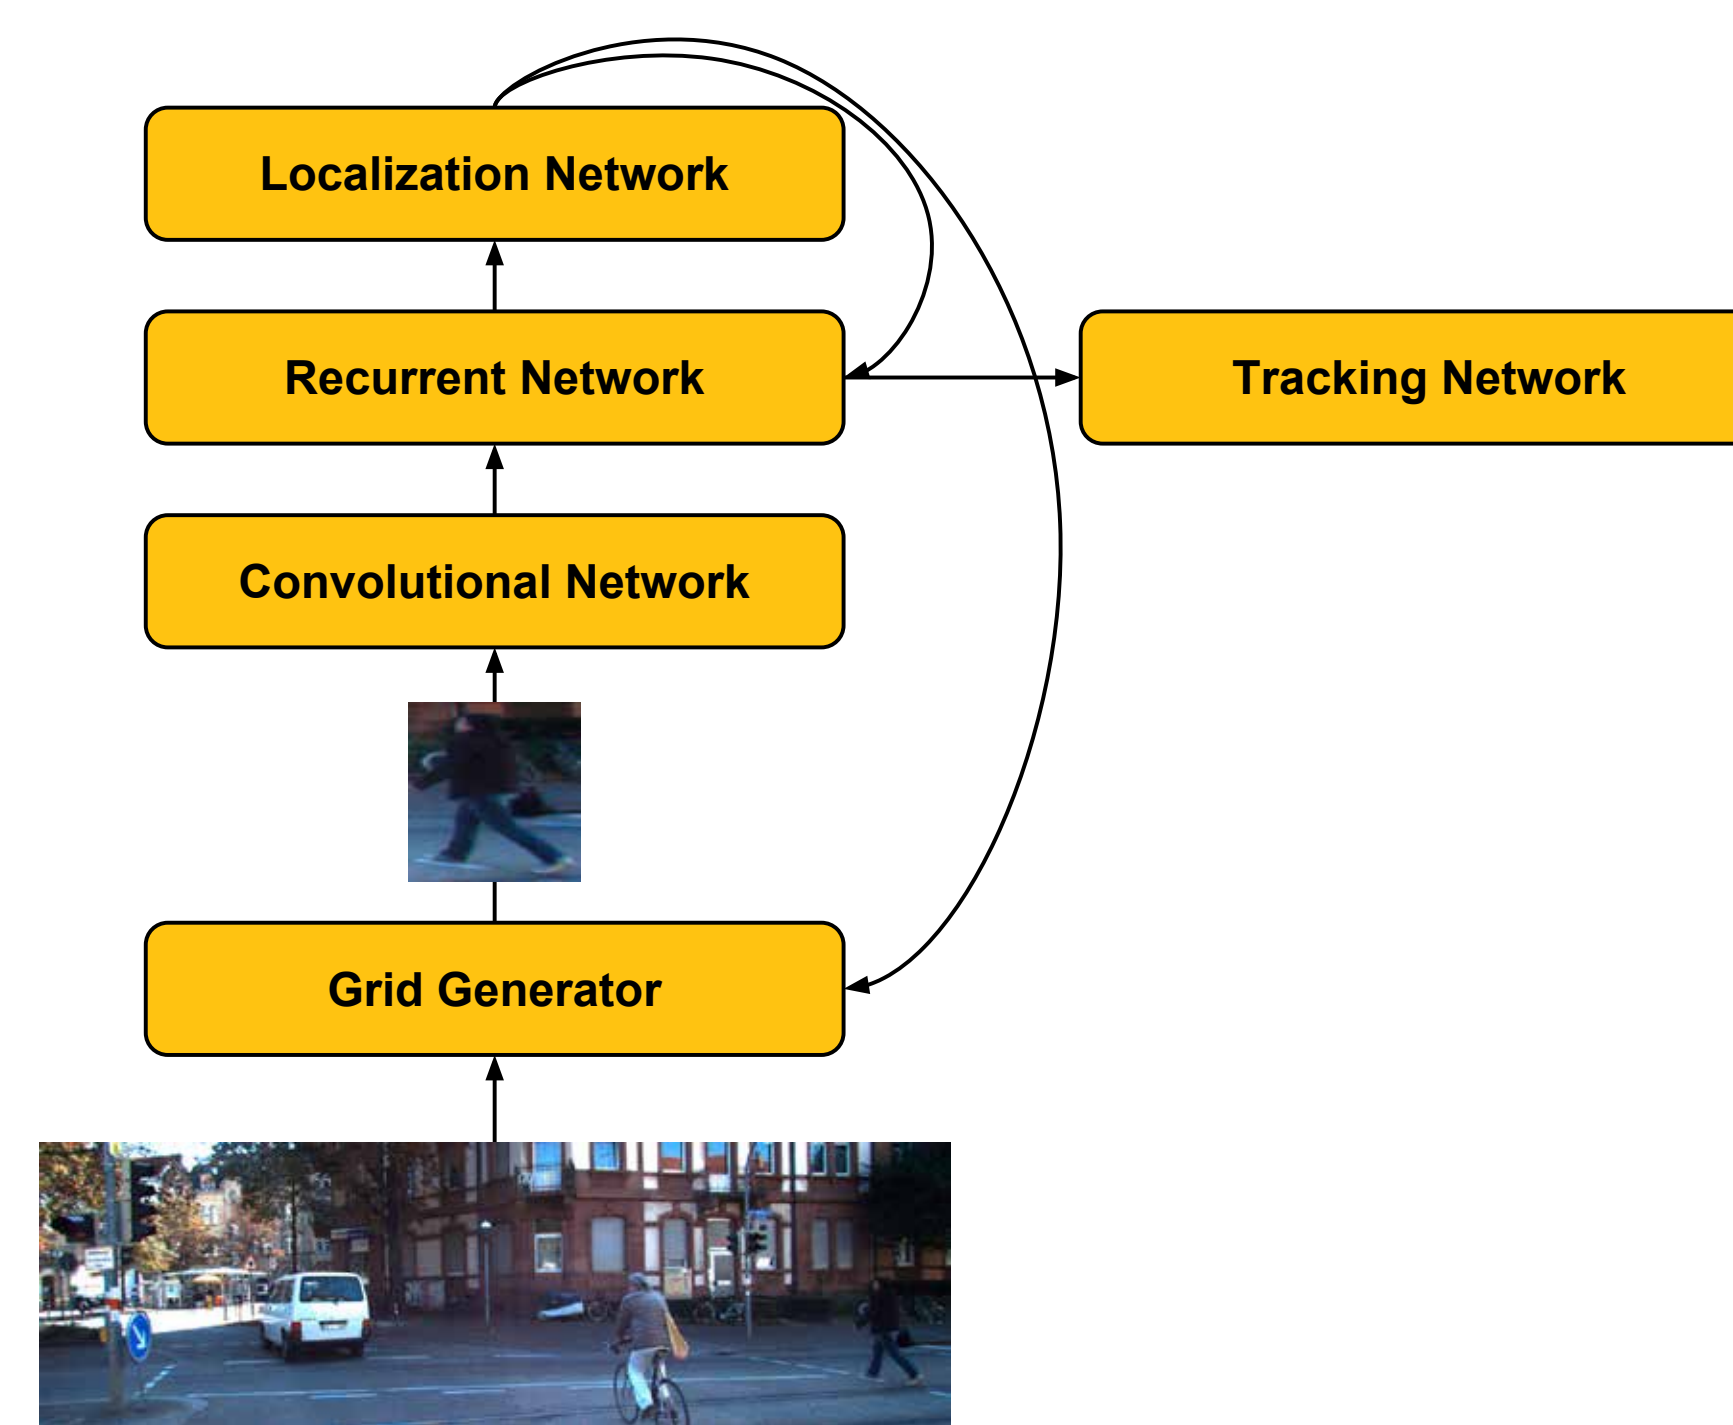 Localization Network
Recurrent Network
Tracking Network
Convolutional Network
Grid Generator